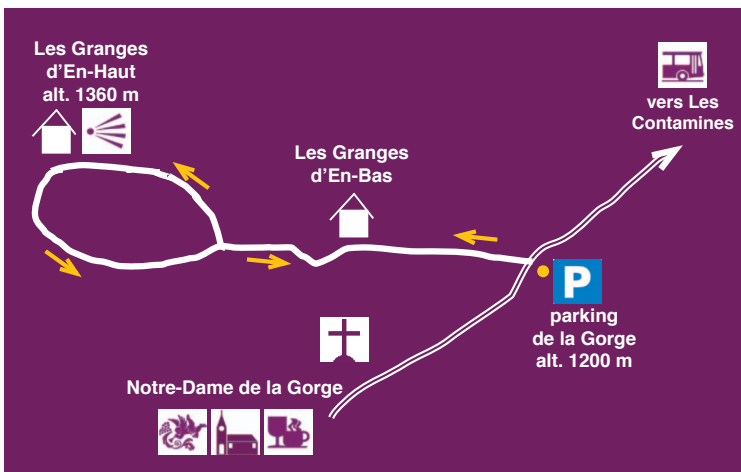 Les Granges
d'En-Haut
alt. 1360 m
vers Les
Contamines
Les Granges
d'En-Bas
P
parking
de la Gorge
alt. 1200 m
Notre-Dame de la Gorge